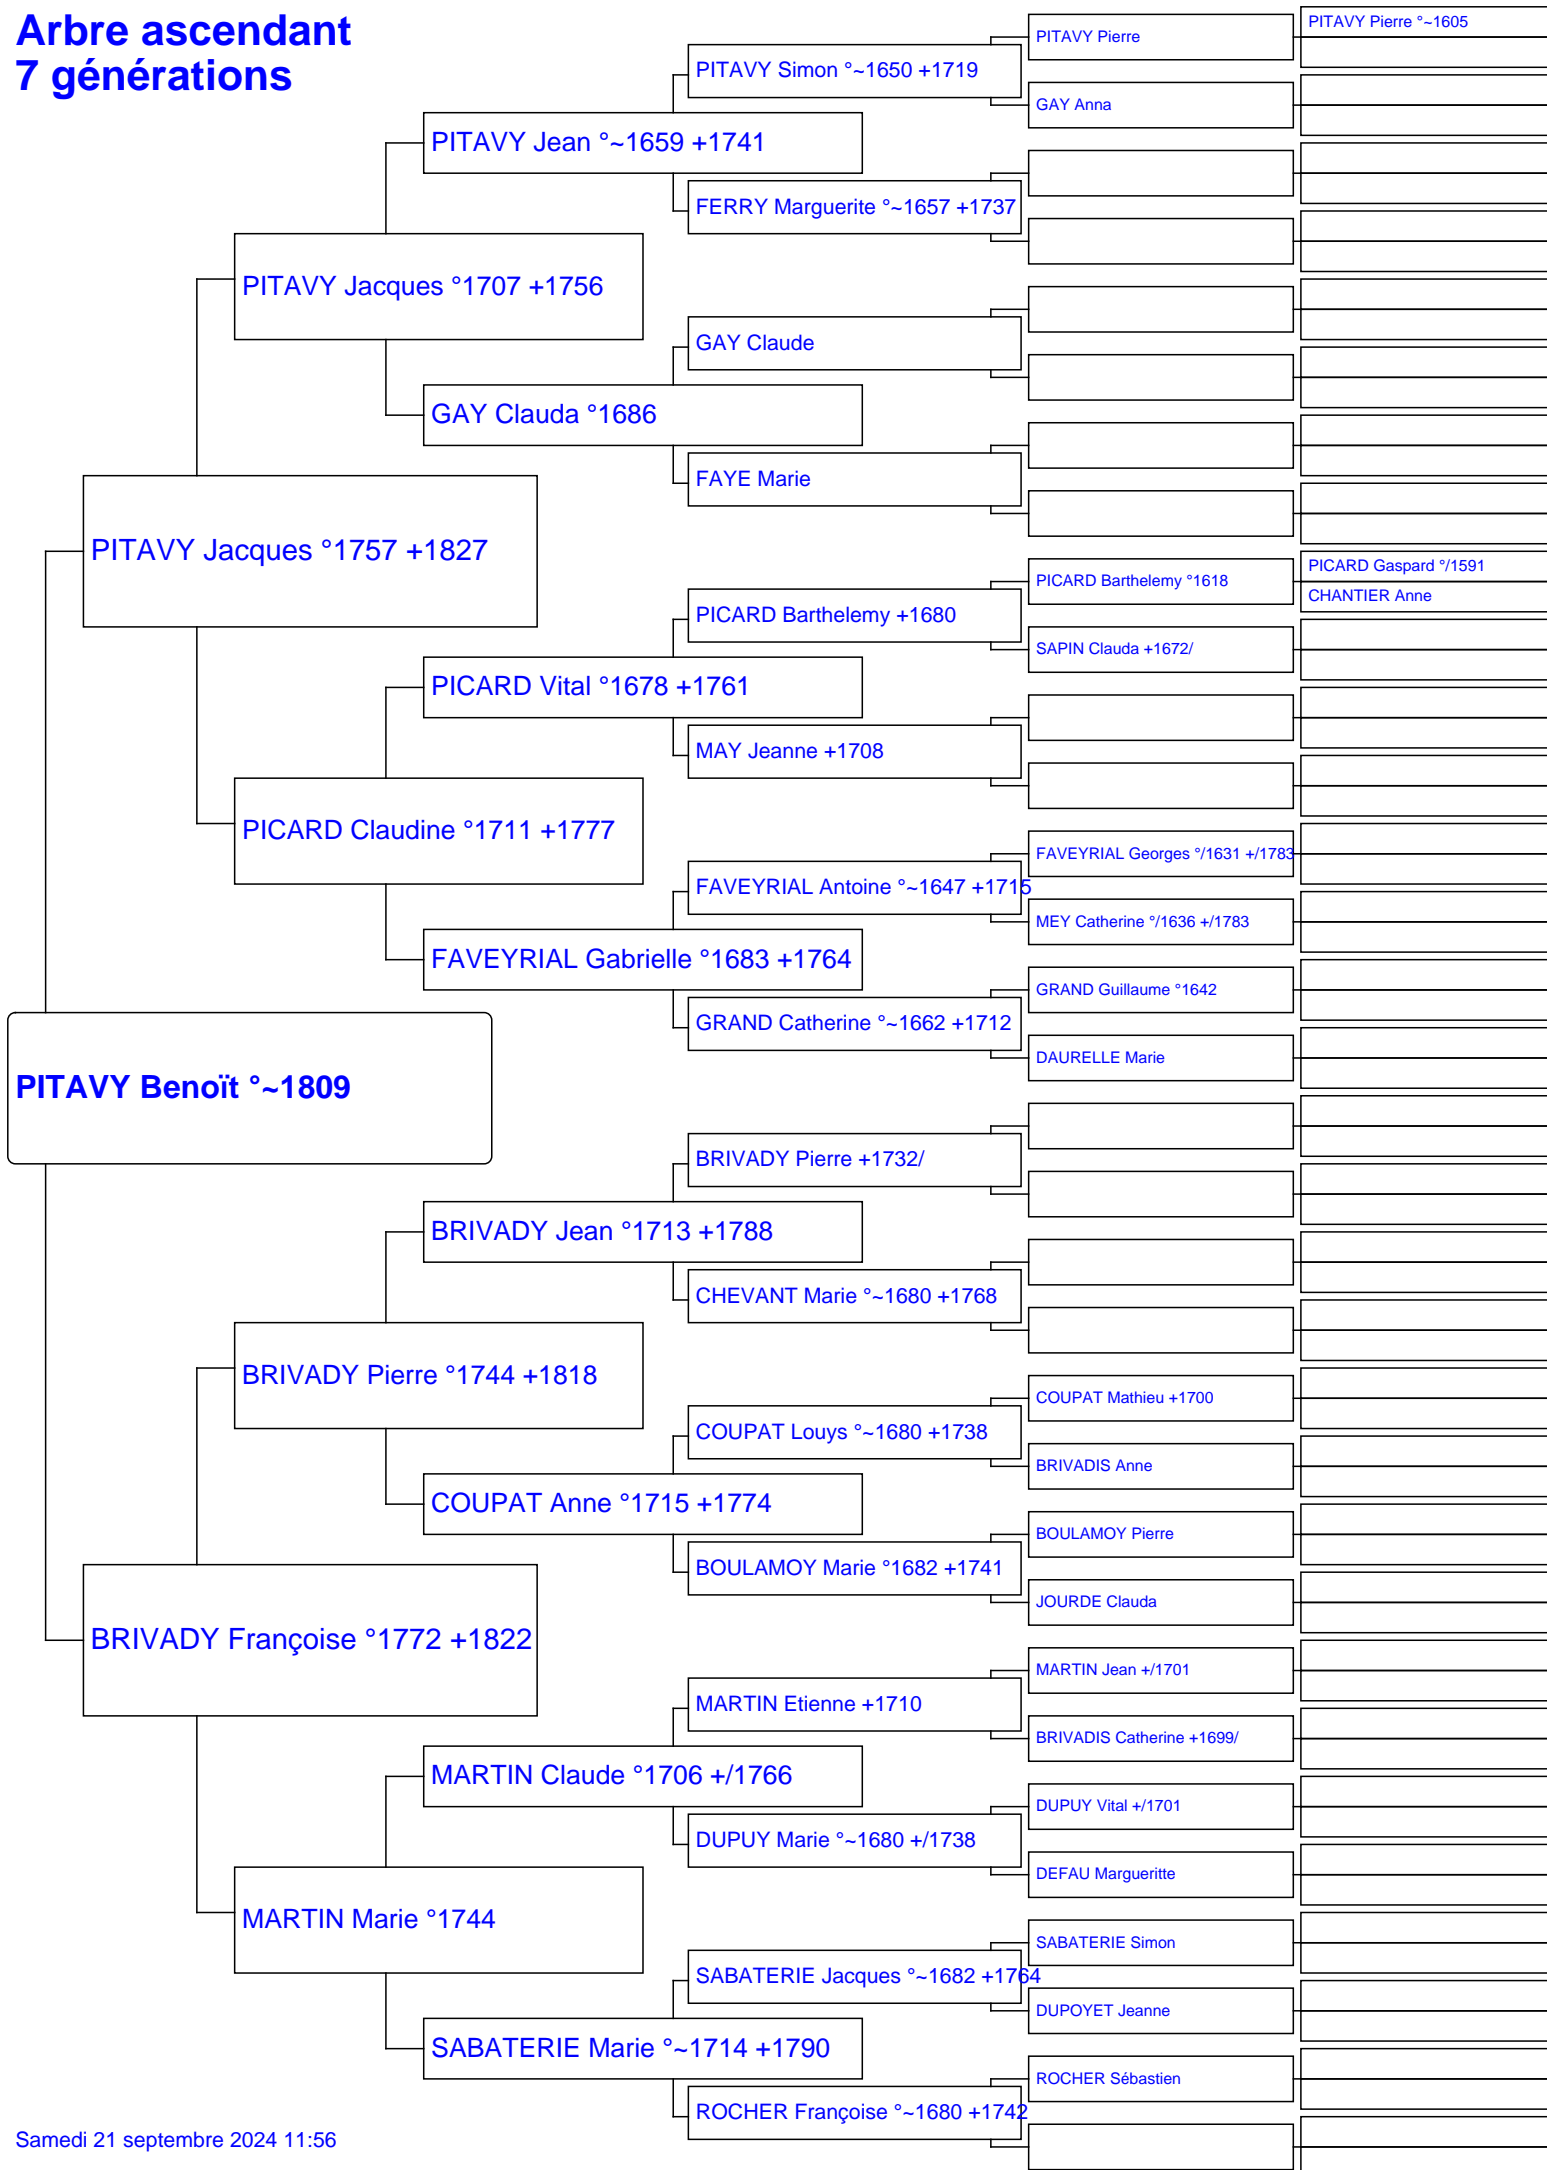 Arbre ascendant
7 générations
PITAVY Pierre °~1605
PITAVY Pierre
PITAVY Simon °~1650 +1719
GAY Anna
PITAVY Jean °~1659 +1741
FERRY Marguerite °~1657 +1737
PITAVY Jacques °1707 +1756
GAY Claude
GAY Clauda °1686
FAYE Marie
PITAVY Jacques °1757 +1827
PICARD Gaspard °/1591
PICARD Barthelemy °1618
CHANTIER Anne
PICARD Barthelemy +1680
SAPIN Clauda +1672/
PICARD Vital °1678 +1761
MAY Jeanne +1708
PICARD Claudine °1711 +1777
FAVEYRIAL Georges °/1631 +/1783
FAVEYRIAL Antoine °~1647 +1715
MEY Catherine °/1636 +/1783
FAVEYRIAL Gabrielle °1683 +1764
GRAND Guillaume °1642
GRAND Catherine °~1662 +1712
DAURELLE Marie
PITAVY Benoït °~1809
BRIVADY Pierre +1732/
BRIVADY Jean °1713 +1788
CHEVANT Marie °~1680 +1768
BRIVADY Pierre °1744 +1818
COUPAT Mathieu +1700
COUPAT Louys °~1680 +1738
BRIVADIS Anne
COUPAT Anne °1715 +1774
BOULAMOY Pierre
BOULAMOY Marie °1682 +1741
JOURDE Clauda
BRIVADY Françoise °1772 +1822
MARTIN Jean +/1701
MARTIN Etienne +1710
BRIVADIS Catherine +1699/
MARTIN Claude °1706 +/1766
DUPUY Vital +/1701
DUPUY Marie °~1680 +/1738
DEFAU Margueritte
MARTIN Marie °1744
SABATERIE Simon
SABATERIE Jacques °~1682 +1764
DUPOYET Jeanne
SABATERIE Marie °~1714 +1790
ROCHER Sébastien
ROCHER Françoise °~1680 +1742
Samedi 21 septembre 2024 11:56